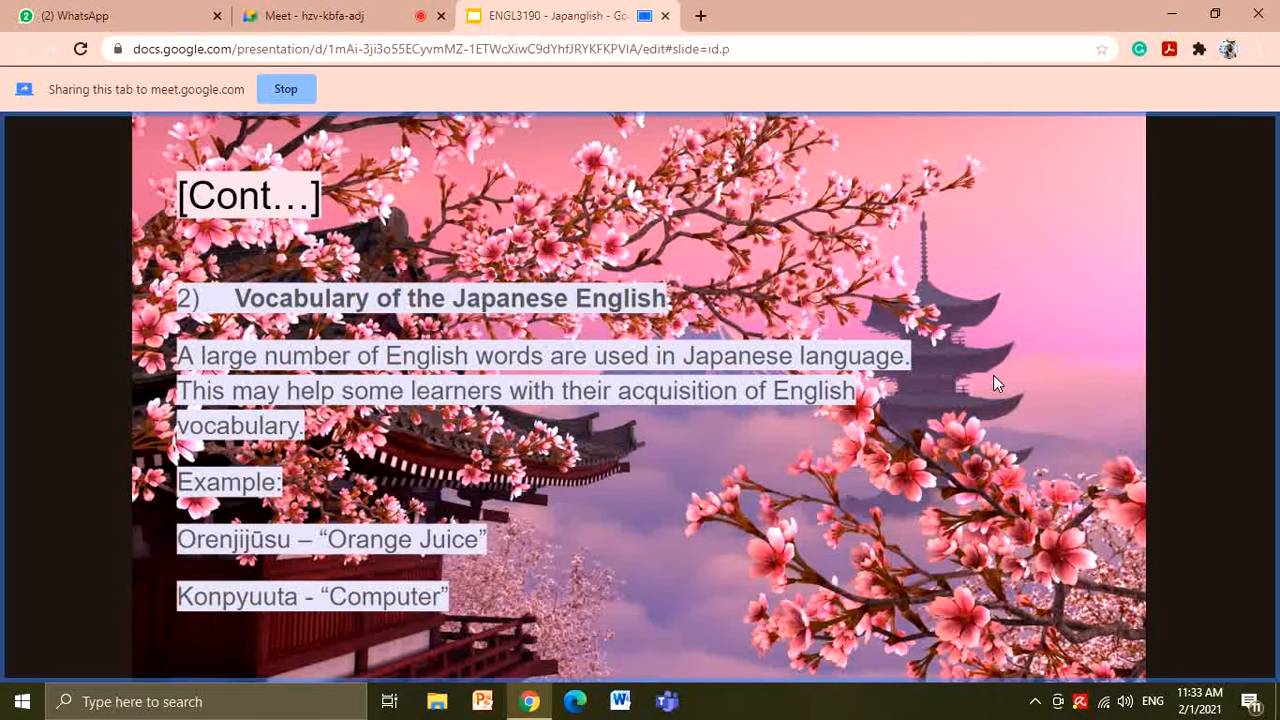 (2) WhatsApp
Meet - hzv-kbfa-adj
ENGL3190 - Japanglish - Go
docs.google.com/presentation/d/1mAi-3ji3o55ECyvmMZ-1ETWcXiwC9dYhfJRYKFKPVIA/edit#slide=id.p
Sharing this tab to meet.google.com
Stop
[Cont…]
2) Vocabulary of the Japanese English.
A large number of English words are used in Japanese language.
This may help some learners with their acquisition of English
vocabulary.
Example:
Orenjijūsu – “Orange Juice”
Konpyuuta - “Computer”
Type here to search
ENG
11:33 AM
2/1/2021